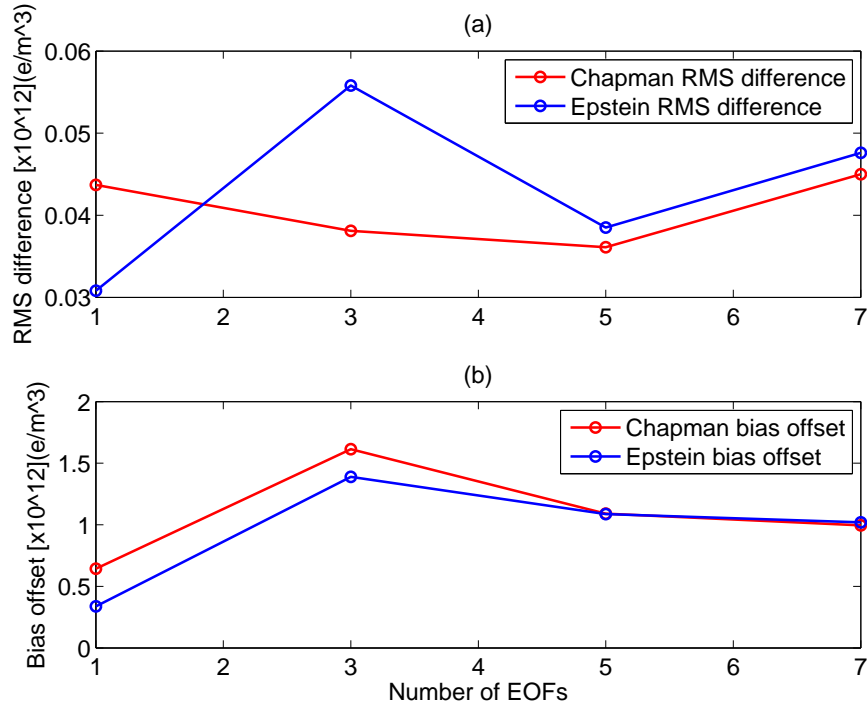 (a)
RMS difference [x10^12](e/m^3)
0.06
0.05
0.04
0.03
Chapman RMS difference
Epstein RMS difference
1 2 3 4 5 6 7
(b)
Bias offset [x10^12](e/m^3)
2
1.5
1
0.5
0
Chapman bias offset
Epstein bias offset
1 2 3 4 5 6 7
Number of EOFs